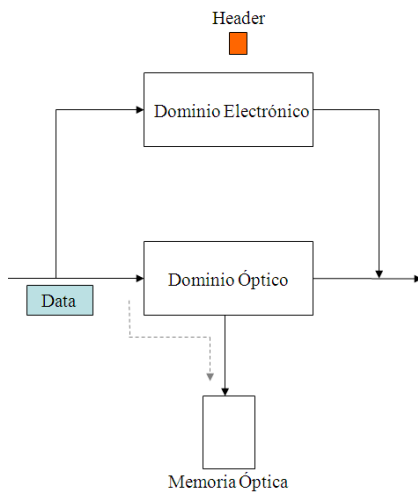 Header
Dominio Electrónico
Dominio Óptico
Data
Memoria Óptica